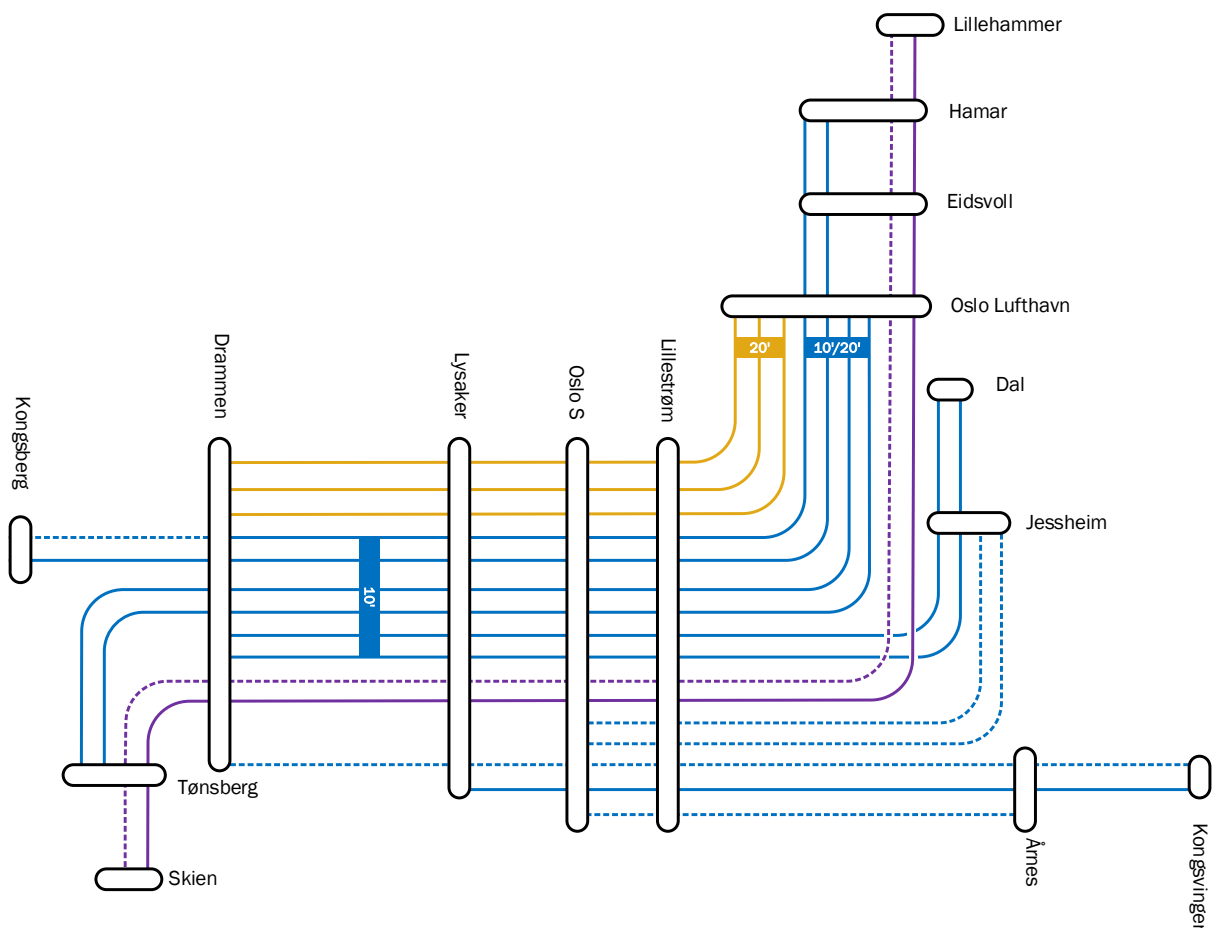 Lillehammer
Hamar
Eidsvoll
Oslo Lufthavn
20'
10'/20'
Drammen
Lysaker
Oslo S
Lillestrøm
Dal
Kongsberg
Jessheim
10'
Tønsberg
Årnes
Kongsvinger
Skien